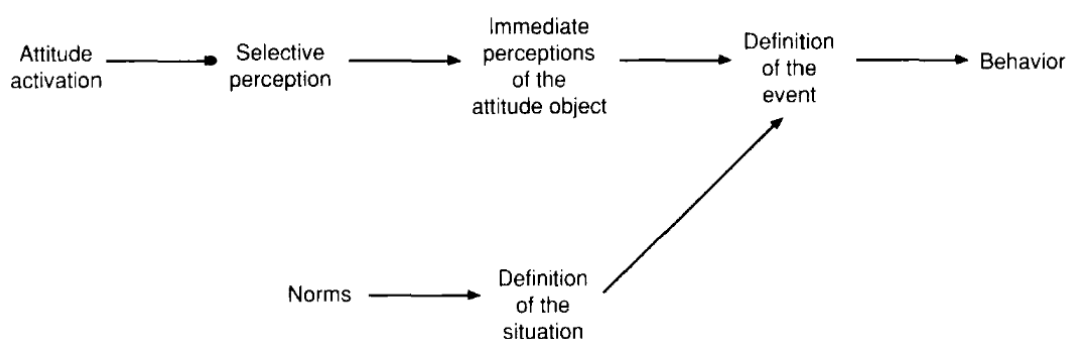 Attitude
activation
Selective
perception
Immediate
perceptions
of the
attitude object
Definition
of the
event
Behavior
Norms
Definition
of the
situation